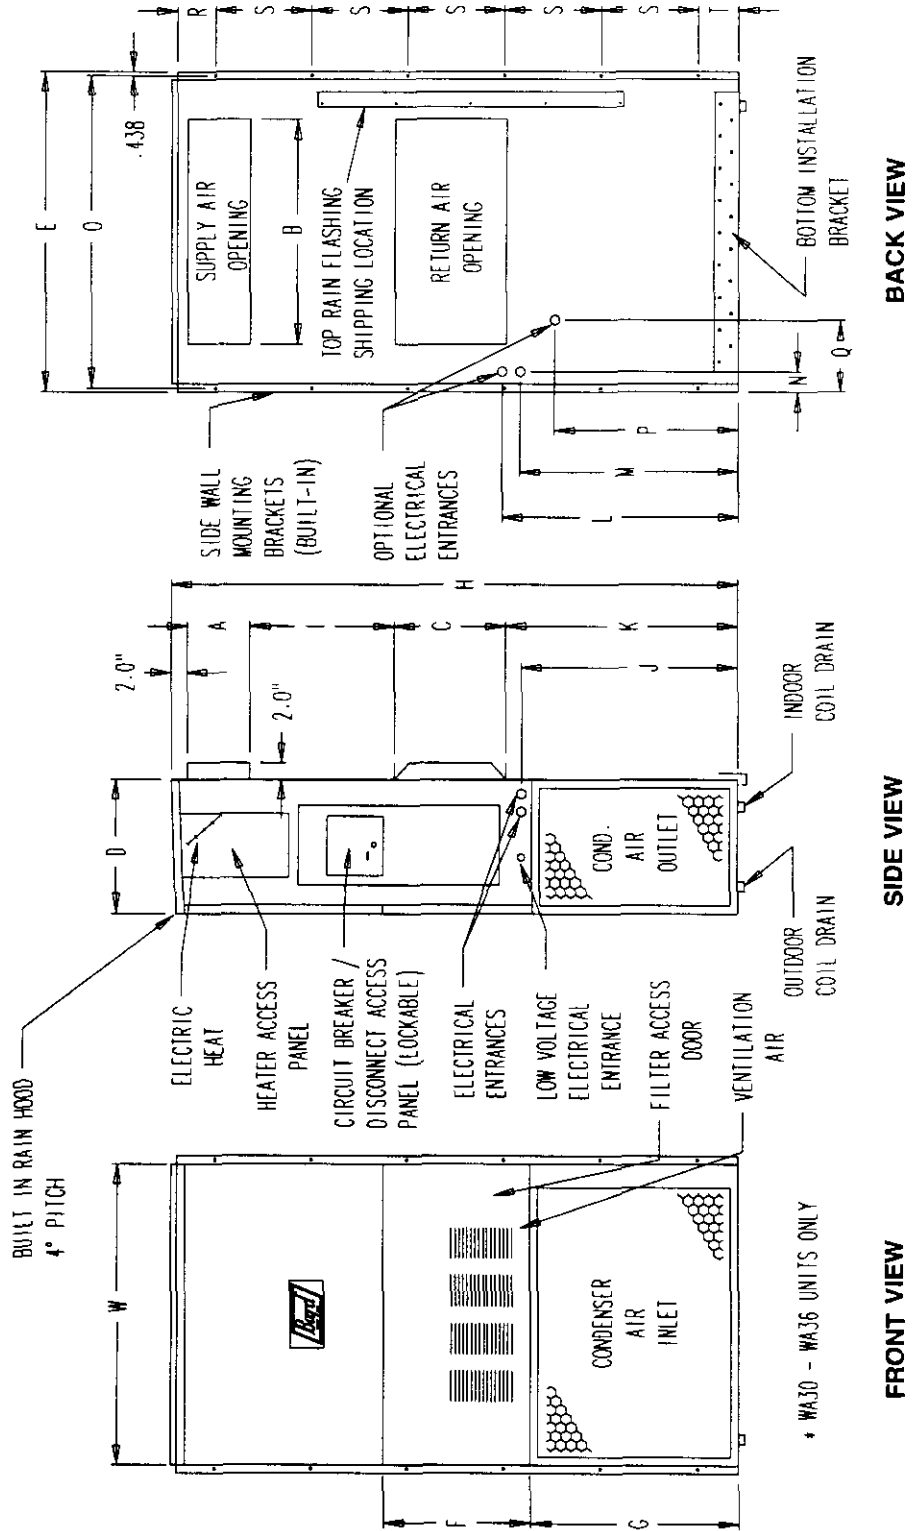 BUILT IN RAIN HOOD
4° PITCH
W
F
G
Bard
CONDENSER
AIR
INLET
* WA30 - WA36 UNITS ONLY
FRONT VIEW
ELECTRIC
HEAT
HEATER ACCESS
PANEL
CIRCUIT BREAKER /
DISCONNECT ACCESS
PANEL (LOCKABLE)
ELECTRICAL
ENTRANCES
LOW VOLTAGE
ELECTRICAL
ENTRANCE
FILTER ACCESS
DOOR
VENTILATION
AIR
D
2.0"
A
2.0"
I
C
H
K
J
COND.
AIR
OUTLET
OUTDOOR
COIL DRAIN
INDOOR
COIL DRAIN
SIDE VIEW
SIDE WALL
MOUNTING
BRACKETS
(BUILT-IN)
OPTIONAL
ELECTRICAL
ENTRANCES
E
O
.438
R
S
S
S
S
S
T
SUPPLY AIR
OPENING
B
TOP RAIN FLASHING
SHIPPING LOCATION
RETURN AIR
OPENING
L
M
P
N
Q
BOTTOM INSTALLATION
BRACKET
BACK VIEW